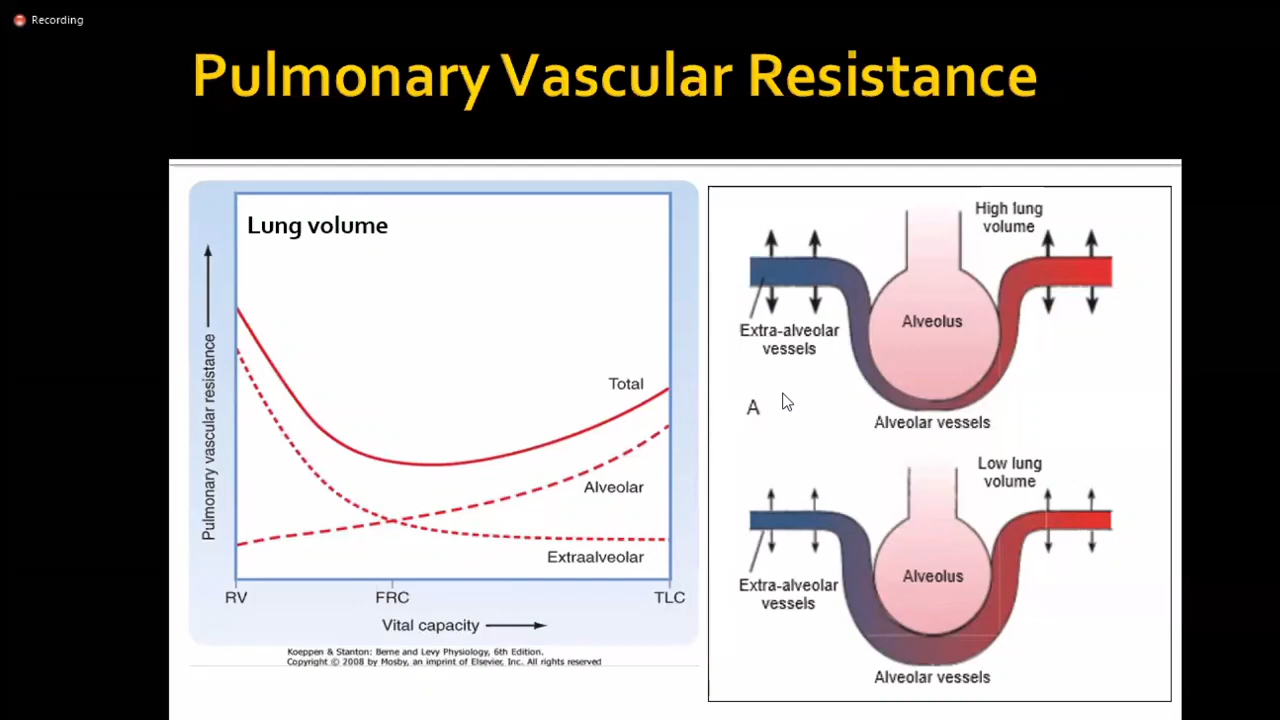 Recording
Pulmonary Vascular Resistance
Lung volume
Pulmonary vascular resistance
Total
Alveolar
Extraalveolar
RV
FRC
TLC
Vital capacity
Koeppen & Stanton: Berne and Levy Physiology, 6th Edition.
Copyright © 2008 by Mosby, an imprint of Elsevier, Inc. All rights reserved
High lung
volume
Alveolus
Extra-alveolar
vessels
A
Alveolar vessels
Low lung
volume
Alveolus
Extra-alveolar
vessels
Alveolar vessels